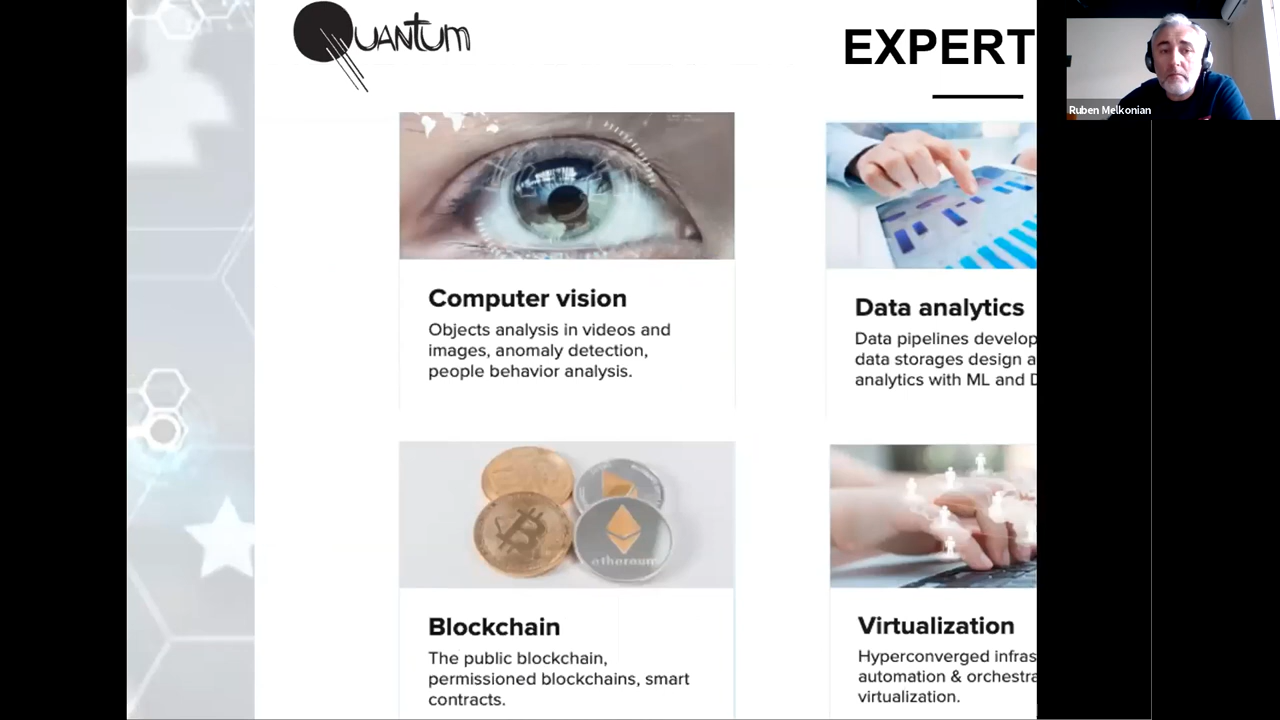 Quantum
EXPERT
Ruben Melkonian
Computer vision
Objects analysis in videos and
images, anomaly detection,
people behavior analysis.
Data analytics
Data pipelines develop
data storages design a
analytics with ML and D
ethereum
Blockchain
The public blockchain,
permissioned blockchains, smart
contracts.
Virtualization
Hyperconverged infras
automation & orchestra
virtualization.